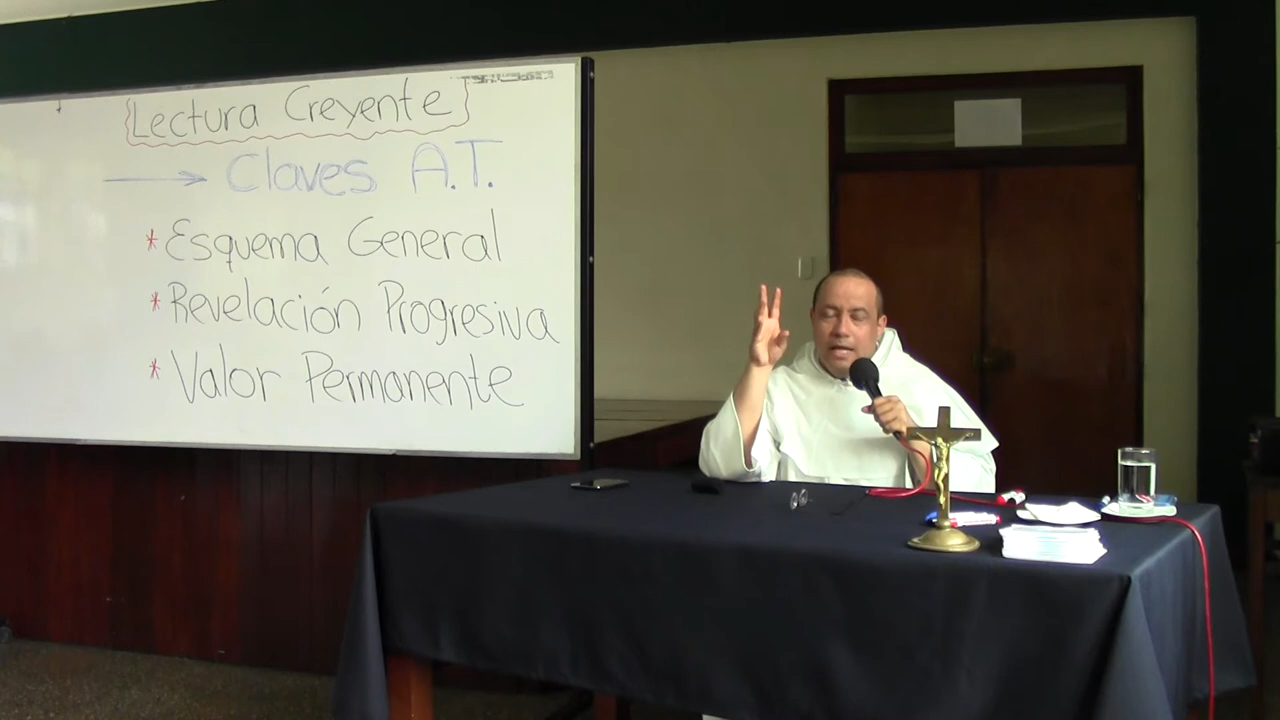 Lectura Creyente
→ Claves A.T.
* Esquema General
* Revelación Progresiva
* Valor Permanente